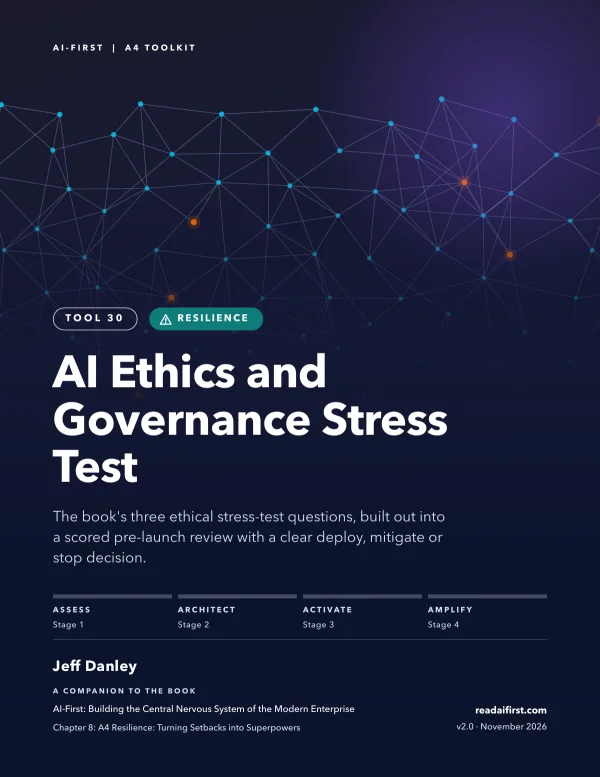 AI-FIRST | A4 TOOLKIT
TOOL 30
RESILIENCE
AI Ethics and
Governance Stress
Test
The book's three ethical stress-test questions, built out into
a scored pre-launch review with a clear deploy, mitigate or
stop decision.
ASSESS
Stage 1
ARCHITECT
Stage 2
ACTIVATE
Stage 3
AMPLIFY
Stage 4
Jeff Danley
A COMPANION TO THE BOOK
AI-First: Building the Central Nervous System of the Modern Enterprise
Chapter 8: A4 Resilience: Turning Setbacks into Superpowers
readaifirst.com
v2.0 · November 2026